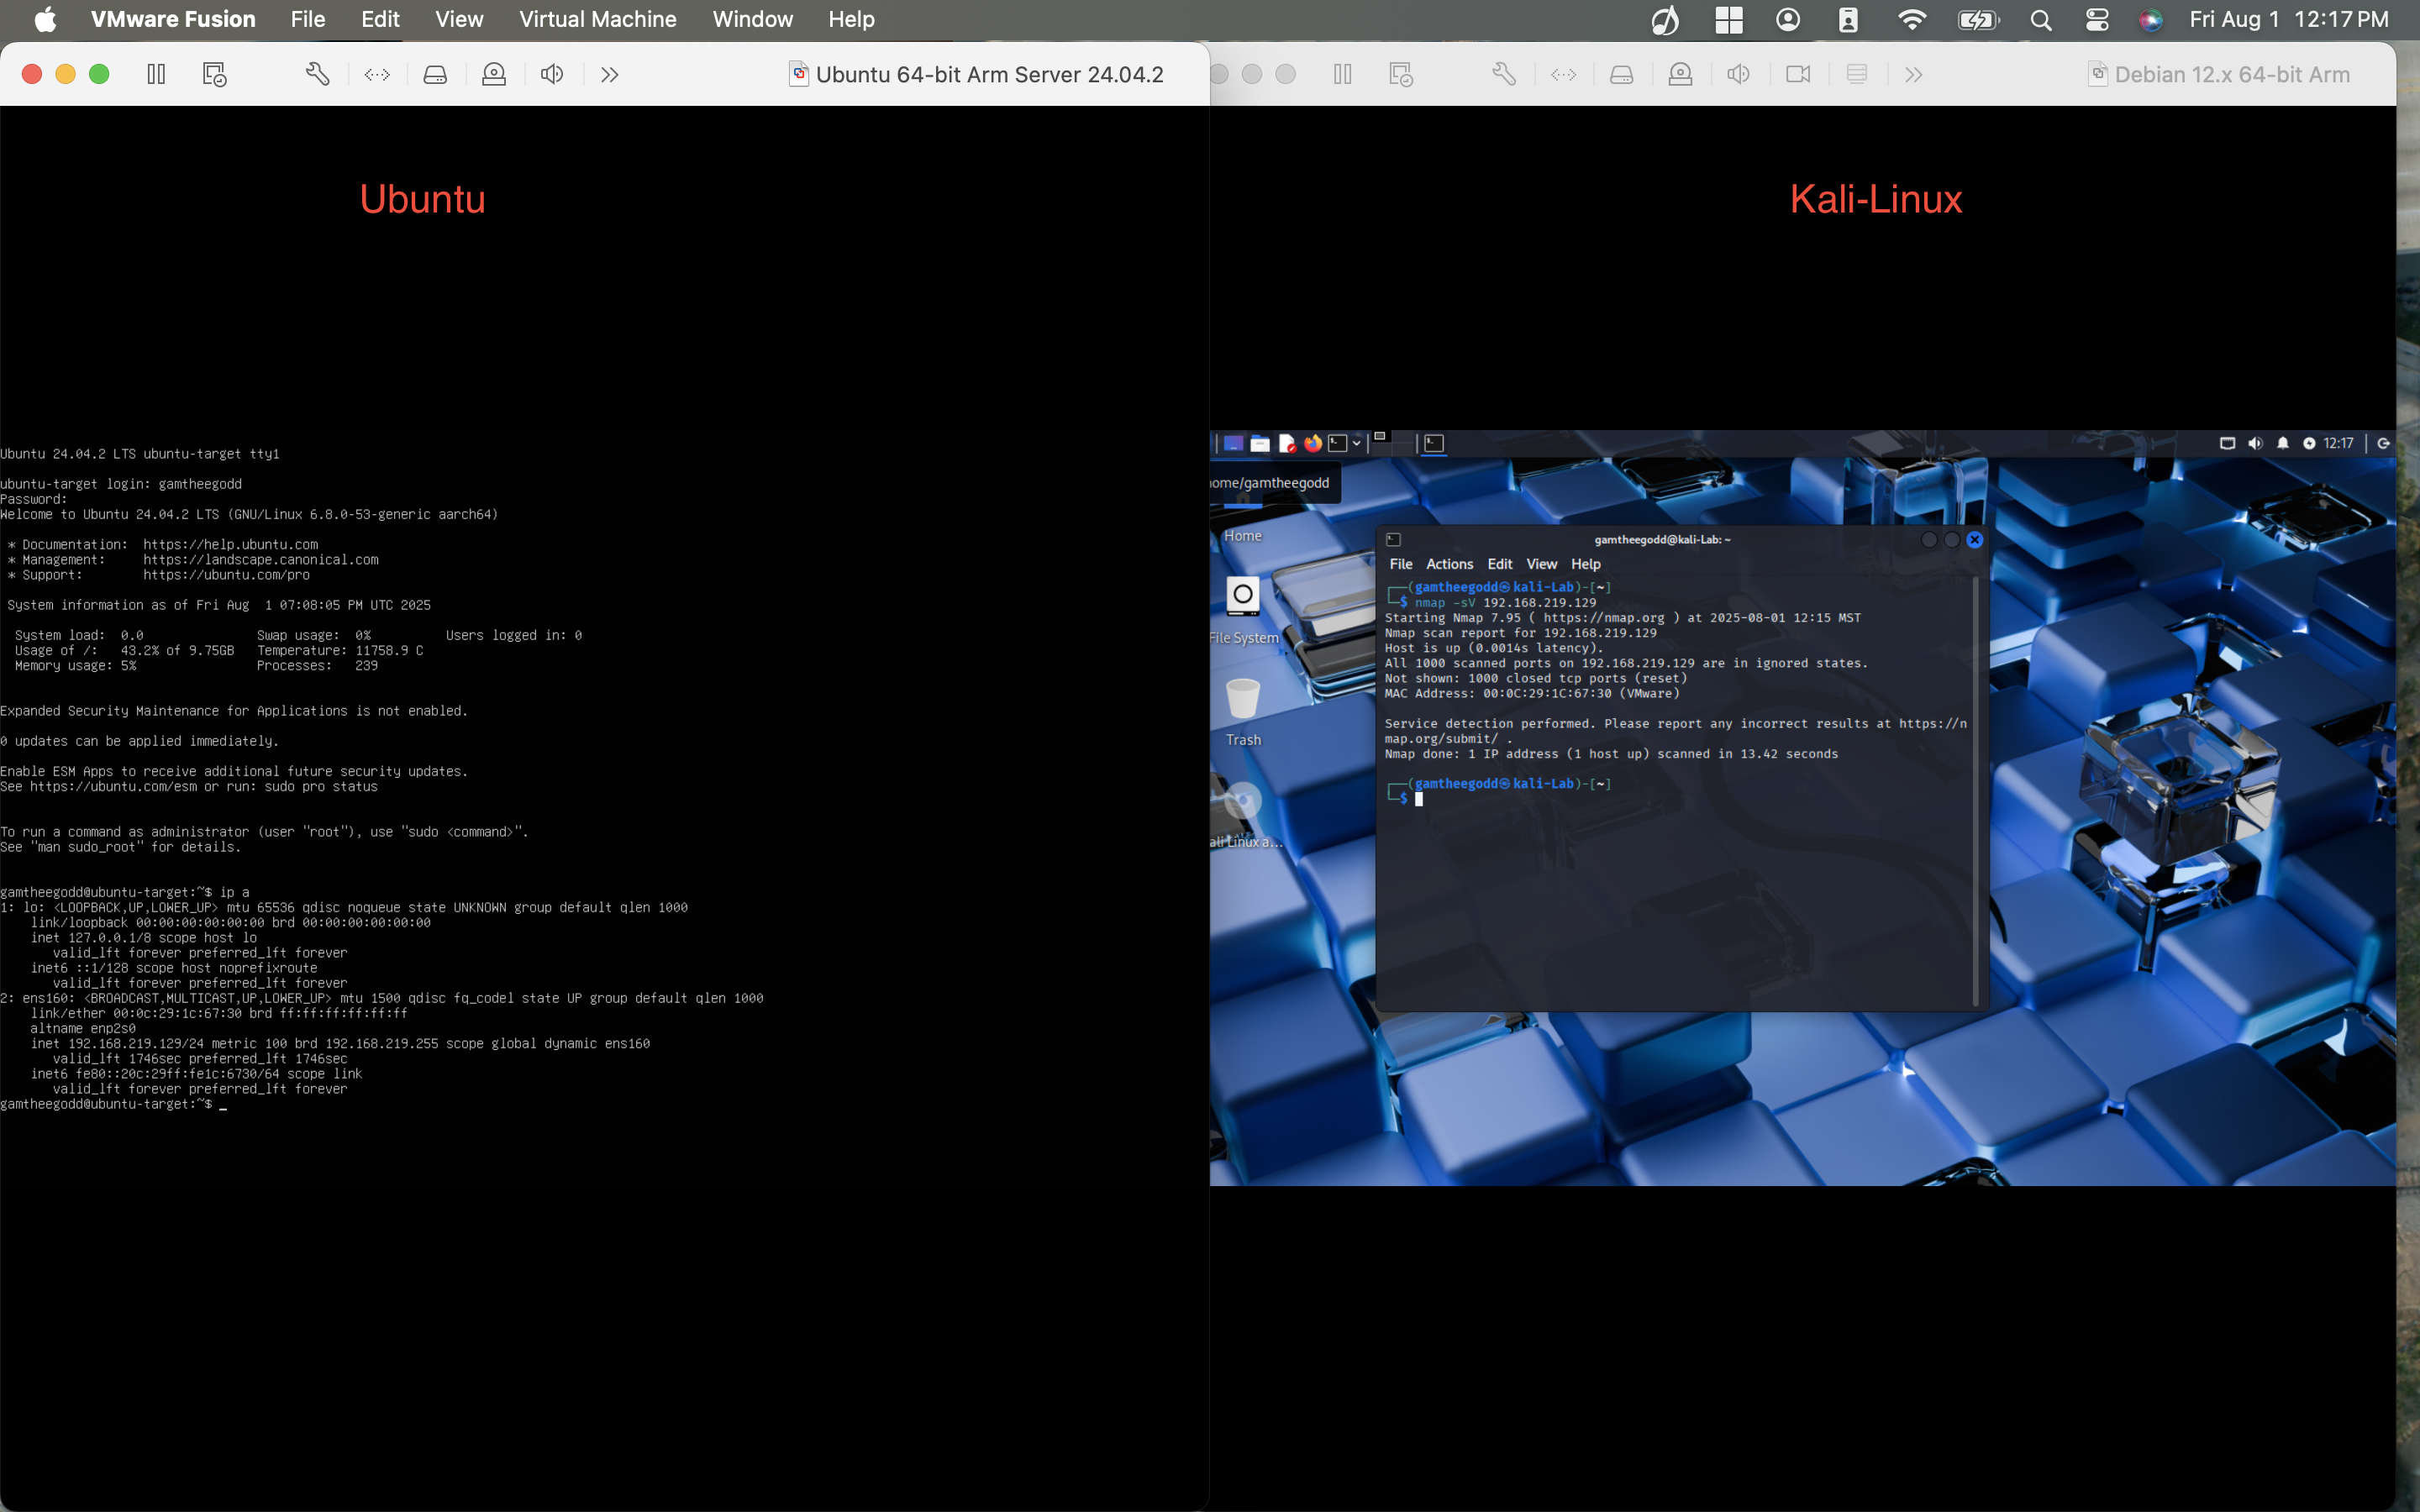 VMware Fusion File Edit View Virtual Machine Window Help Fri Aug 1 12:17 PM
Ubuntu 64-bit Arm Server 24.04.2
Debian 12.x 64-bit Arm
Ubuntu
Kali-Linux
Ubuntu 24.04.2 LTS ubuntu-target tty1
ubuntu-target login: gamtheegodd
Password:
Welcome to Ubuntu 24.04.2 LTS (GNU/Linux 6.8.0-53-generic aarch64)
* Documentation: https://help.ubuntu.com
* Management: https://landscape.canonical.com
* Support: https://ubuntu.com/pro
System information as of Fri Aug 1 07:08:05 PM UTC 2025
System load: 0.0 Swap usage: 0% Users logged in: 0
Usage of /: 43.2% of 9.75GB Temperature: 11758.9 C
Memory usage: 5% Processes: 239
Expanded Security Maintenance for Applications is not enabled.
0 updates can be applied immediately.
Enable ESM Apps to receive additional future security updates.
See https://ubuntu.com/esm or run: sudo pro status
To run a command as administrator (user "root"), use "sudo <command>".
See "man sudo_root" for details.
gamtheegodd@ubuntu-target:~$ ip a
1: lo: <LOOPBACK,UP,LOWER_UP> mtu 65536 qdisc noqueue state UNKNOWN group default qlen 1000
link/loopback 00:00:00:00:00:00 brd 00:00:00:00:00:00
inet 127.0.0.1/8 scope host lo
valid_lft forever preferred_lft forever
inet6 ::1/128 scope host noprefixroute
valid_lft forever preferred_lft forever
2: ens160: <BROADCAST,MULTICAST,UP,LOWER_UP> mtu 1500 qdisc fq_codel state UP group default qlen 1000
link/ether 00:0c:29:1c:67:30 brd ff:ff:ff:ff:ff:ff
altname enp2s0
inet 192.168.219.129/24 metric 100 brd 192.168.219.255 scope global dynamic ens160
valid_lft 1746sec preferred_lft 1746sec
inet6 fe80::20c:29ff:fe1c:6730/64 scope link
valid_lft forever preferred_lft forever
gamtheegodd@ubuntu-target:~$ _
12:17
ome/gamtheegodd
Home
File System
Trash
ali Linux a...
gamtheegodd@kali-Lab: ~
File Actions Edit View Help
┌──(gamtheegodd㉿kali-Lab)-[~]
└─$ nmap -sV 192.168.219.129
Starting Nmap 7.95 ( https://nmap.org ) at 2025-08-01 12:15 MST
Nmap scan report for 192.168.219.129
Host is up (0.0014s latency).
All 1000 scanned ports on 192.168.219.129 are in ignored states.
Not shown: 1000 closed tcp ports (reset)
MAC Address: 00:0C:29:1C:67:30 (VMware)
Service detection performed. Please report any incorrect results at https://n
map.org/submit/ .
Nmap done: 1 IP address (1 host up) scanned in 13.42 seconds
┌──(gamtheegodd㉿kali-Lab)-[~]
└─$